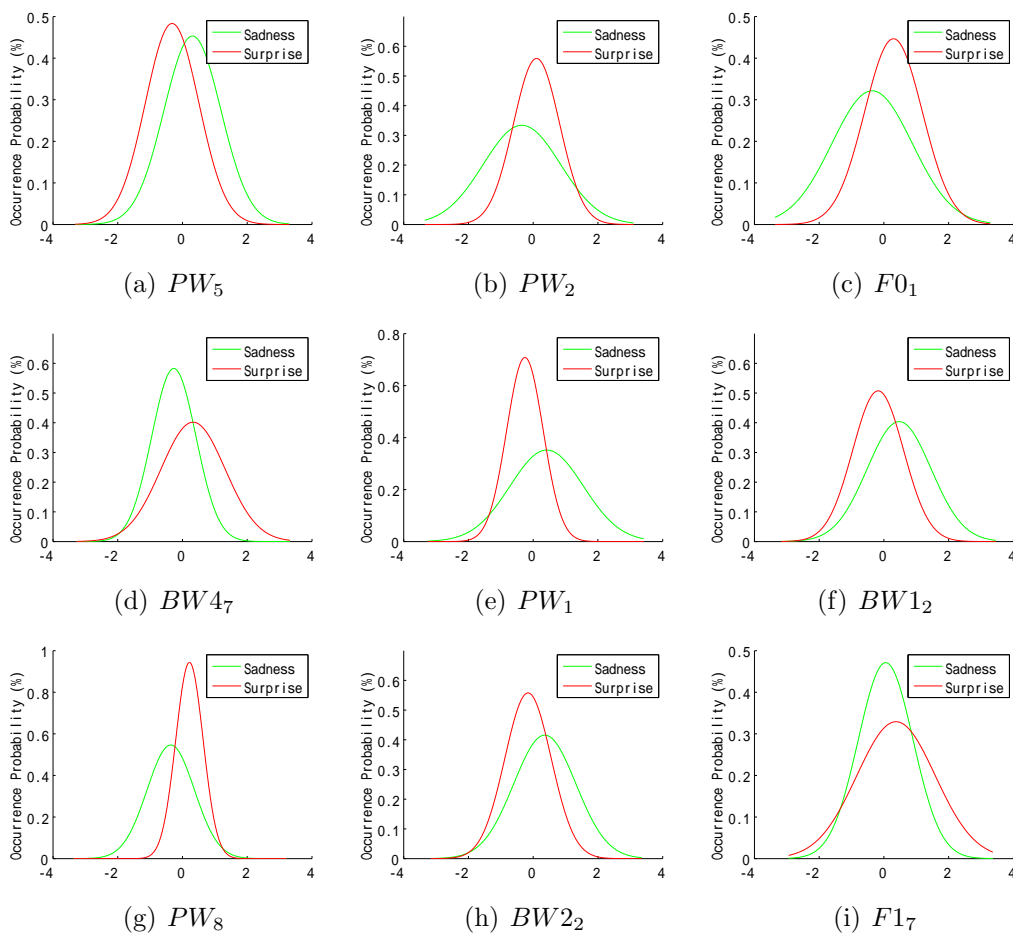 Occurrence Probability (%)
0.5
0.4
0.3
0.2
0.1
0
-4 -2 0 2 4
Sadness
Surprise
(a) PW₅
Occurrence Probability (%)
0.6
0.5
0.4
0.3
0.2
0.1
0
-4 -2 0 2 4
Sadness
Surprise
(b) PW₂
Occurrence Probability (%)
0.5
0.4
0.3
0.2
0.1
0
-4 -2 0 2 4
Sadness
Surprise
(c) F0₁
Occurrence Probability (%)
0.6
0.5
0.4
0.3
0.2
0.1
0
-4 -2 0 2 4
Sadness
Surprise
(d) BW4₇
Occurrence Probability (%)
0.8
0.6
0.4
0.2
0
-4 -2 0 2 4
Sadness
Surprise
(e) PW₁
Occurrence Probability (%)
0.6
0.5
0.4
0.3
0.2
0.1
0
-4 -2 0 2 4
Sadness
Surprise
(f) BW1₂
Occurrence Probability (%)
1
0.8
0.6
0.4
0.2
0
-4 -2 0 2 4
Sadness
Surprise
(g) PW₈
Occurrence Probability (%)
0.6
0.5
0.4
0.3
0.2
0.1
0
-4 -2 0 2 4
Sadness
Surprise
(h) BW2₂
Occurrence Probability (%)
0.5
0.4
0.3
0.2
0.1
0
-4 -2 0 2 4
Sadness
Surprise
(i) F1₇